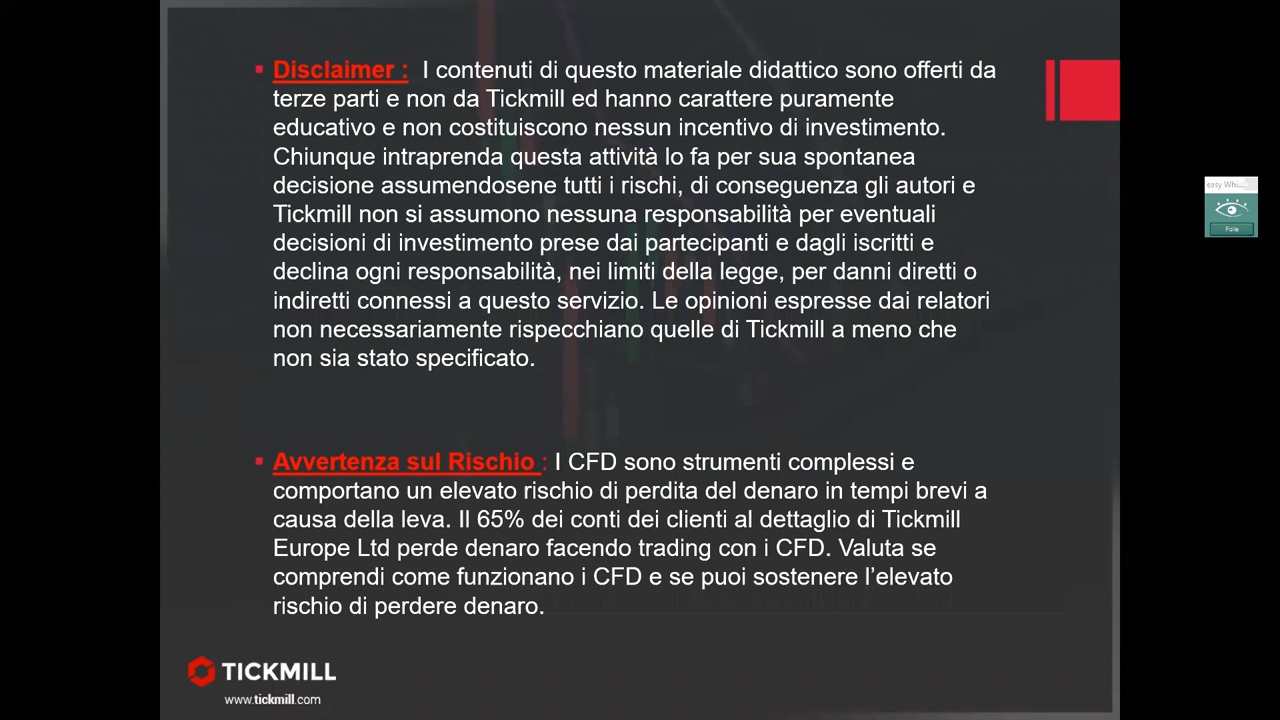 Disclaimer : I contenuti di questo materiale didattico sono offerti da
terze parti e non da Tickmill ed hanno carattere puramente
educativo e non costituiscono nessun incentivo di investimento.
Chiunque intraprenda questa attività lo fa per sua spontanea
decisione assumendosene tutti i rischi, di conseguenza gli autori e
Tickmill non si assumono nessuna responsabilità per eventuali
decisioni di investimento prese dai partecipanti e dagli iscritti e
declina ogni responsabilità, nei limiti della legge, per danni diretti o
indiretti connessi a questo servizio. Le opinioni espresse dai relatori
non necessariamente rispecchiano quelle di Tickmill a meno che
non sia stato specificato.
Avvertenza sul Rischio : I CFD sono strumenti complessi e
comportano un elevato rischio di perdita del denaro in tempi brevi a
causa della leva. Il 65% dei conti dei clienti al dettaglio di Tickmill
Europe Ltd perde denaro facendo trading con i CFD. Valuta se
comprendi come funzionano i CFD e se puoi sostenere l’elevato
rischio di perdere denaro.
TICKMILL
www.tickmill.com
easy Whi...
Fole